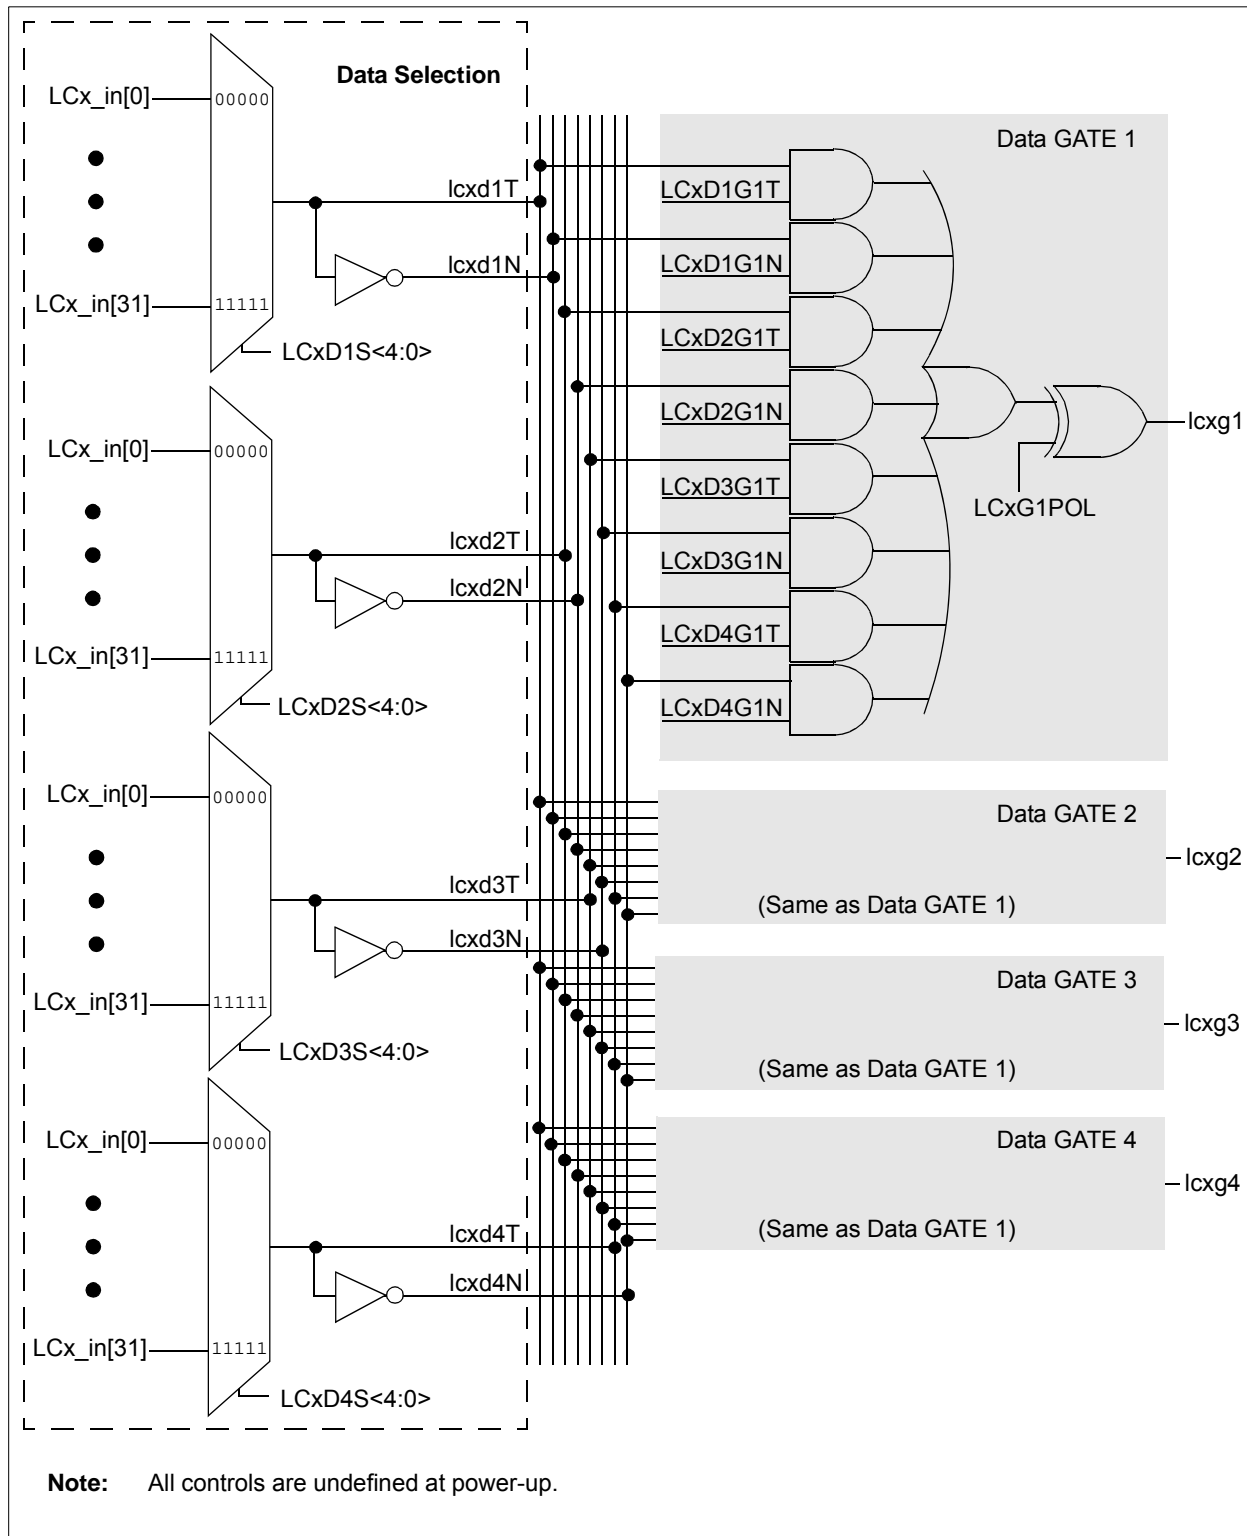 Data Selection
LCx_in[0]
00000
lcxd1T
lcxd1N
LCx_in[31]
11111
LCxD1S<4:0>
LCx_in[0]
00000
lcxd2T
lcxd2N
LCx_in[31]
11111
LCxD2S<4:0>
LCx_in[0]
00000
lcxd3T
lcxd3N
LCx_in[31]
11111
LCxD3S<4:0>
LCx_in[0]
00000
lcxd4T
lcxd4N
LCx_in[31]
11111
LCxD4S<4:0>
Data GATE 1
LCxD1G1T
LCxD1G1N
LCxD2G1T
LCxD2G1N
LCxD3G1T
LCxD3G1N
LCxD4G1T
LCxD4G1N
LCxG1POL
lcxg1
Data GATE 2
(Same as Data GATE 1)
lcxg2
Data GATE 3
(Same as Data GATE 1)
lcxg3
Data GATE 4
(Same as Data GATE 1)
lcxg4
Note: All controls are undefined at power-up.